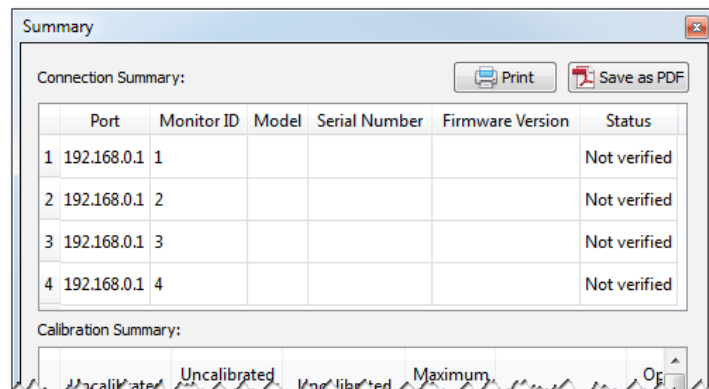 Summary
Connection Summary: Print Save as PDF
Port Monitor ID Model Serial Number Firmware Version Status
1 192.168.0.1 1 Not verified
2 192.168.0.1 2 Not verified
3 192.168.0.1 3 Not verified
4 192.168.0.1 4 Not verified
Calibration Summary:
Uncalibrated Maximum